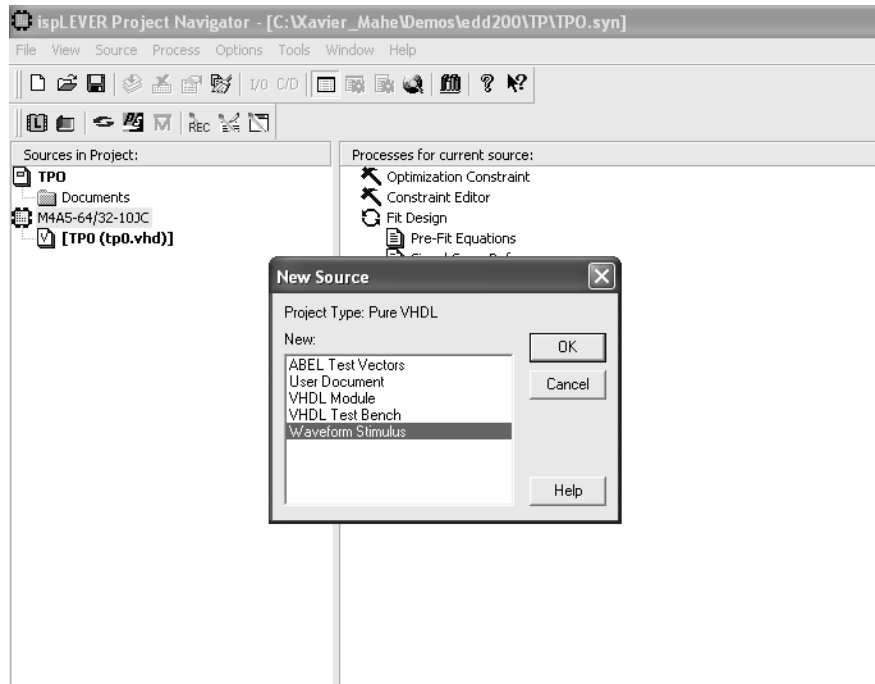 ispLEVER Project Navigator - [C:\Xavier_Mahe\Demos\edd200\TP\TP0.syn]
File View Source Process Options Tools Window Help
I/O C/D
REC
Sources in Project:
TP0
Documents
M4A5-64/32-10JC
[TP0 (tp0.vhd)]
Processes for current source:
Optimization Constraint
Constraint Editor
Fit Design
Pre-Fit Equations
New Source
Project Type: Pure VHDL
New:
ABEL Test Vectors
User Document
VHDL Module
VHDL Test Bench
Waveform Stimulus
OK
Cancel
Help